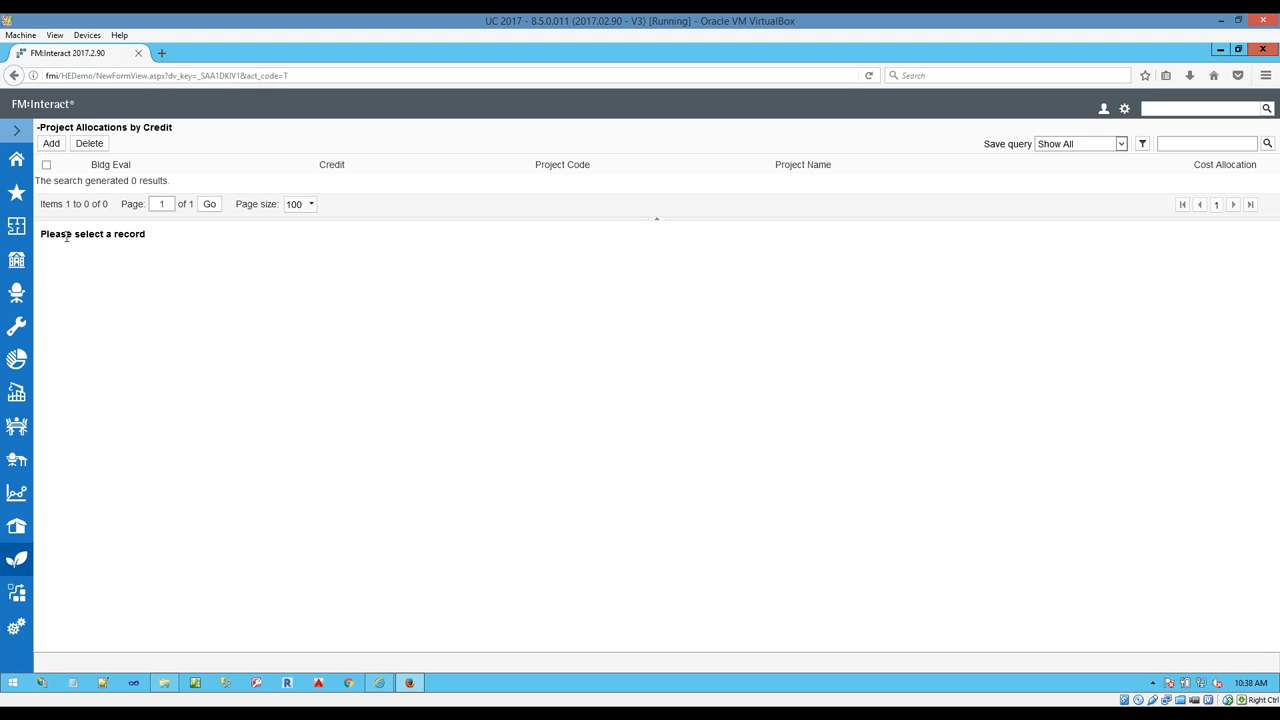 UC 2017 - 8.5.0.011 (2017.02.90 - V3) [Running] - Oracle VM VirtualBox
Machine View Devices Help
FM:Interact 2017.2.90
fmi/HEDemo/NewFormView.aspx?dv_key=_SAA1DKIV1&act_code=T
Search
FM:Interact®
-Project Allocations by Credit
Add Delete Save query Show All
Bldg Eval Credit Project Code Project Name Cost Allocation
The search generated 0 results.
Items 1 to 0 of 0 Page: 1 of 1 Go Page size: 100 1
Please select a record
10:38 AM
Right Ctrl